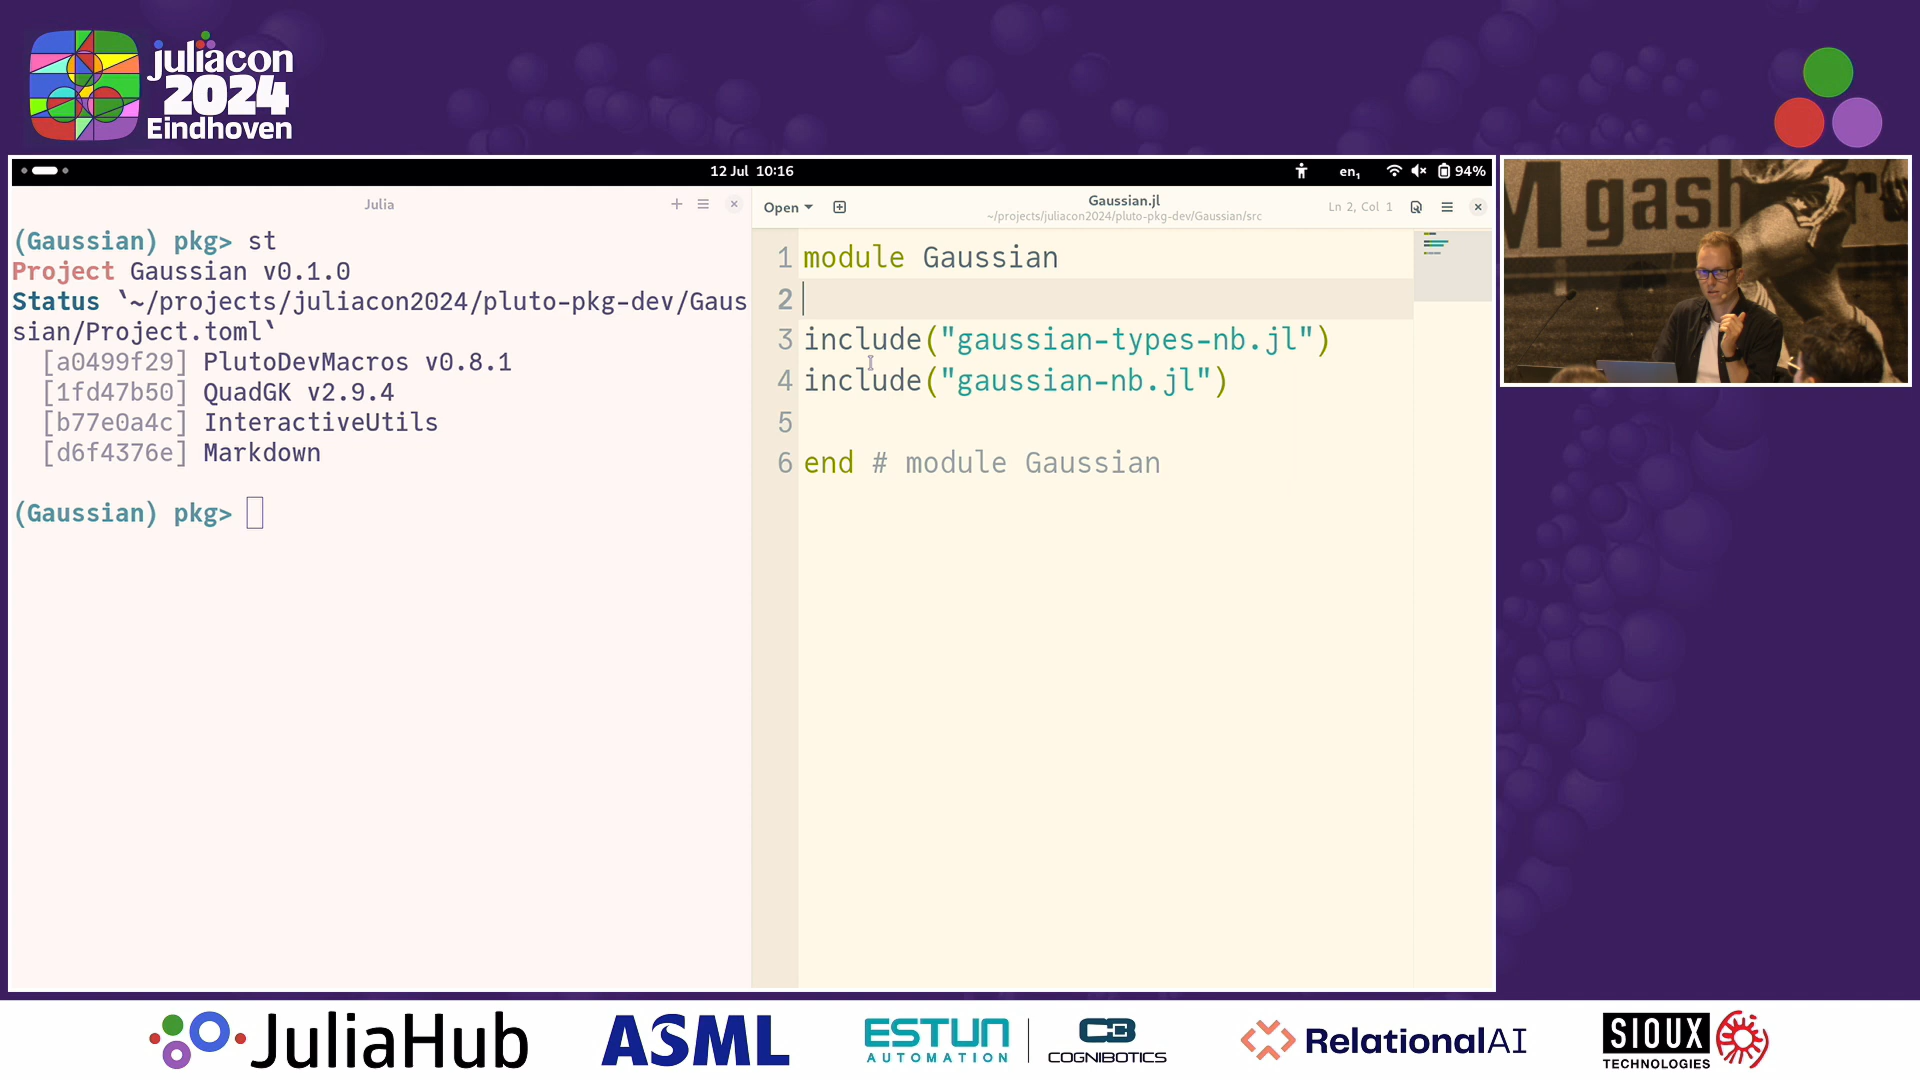 juliacon
2024
Eindhoven
12 Jul 10:16
en₁
94%
Julia
(Gaussian) pkg> st
Project Gaussian v0.1.0
Status `~/projects/juliacon2024/pluto-pkg-dev/Gaus
sian/Project.toml`
[a0499f29] PlutoDevMacros v0.8.1
[1fd47b50] QuadGK v2.9.4
[b77e0a4c] InteractiveUtils
[d6f4376e] Markdown
(Gaussian) pkg>
Open
Gaussian.jl
~/projects/juliacon2024/pluto-pkg-dev/Gaussian/src
Ln 2, Col 1
1 module Gaussian
2
3 include("gaussian-types-nb.jl")
4 include("gaussian-nb.jl")
5
6 end # module Gaussian
M gash
JuliaHub
ASML
ESTUN
AUTOMATION
COGNIBOTICS
RelationalAI
SIOUX
TECHNOLOGIES